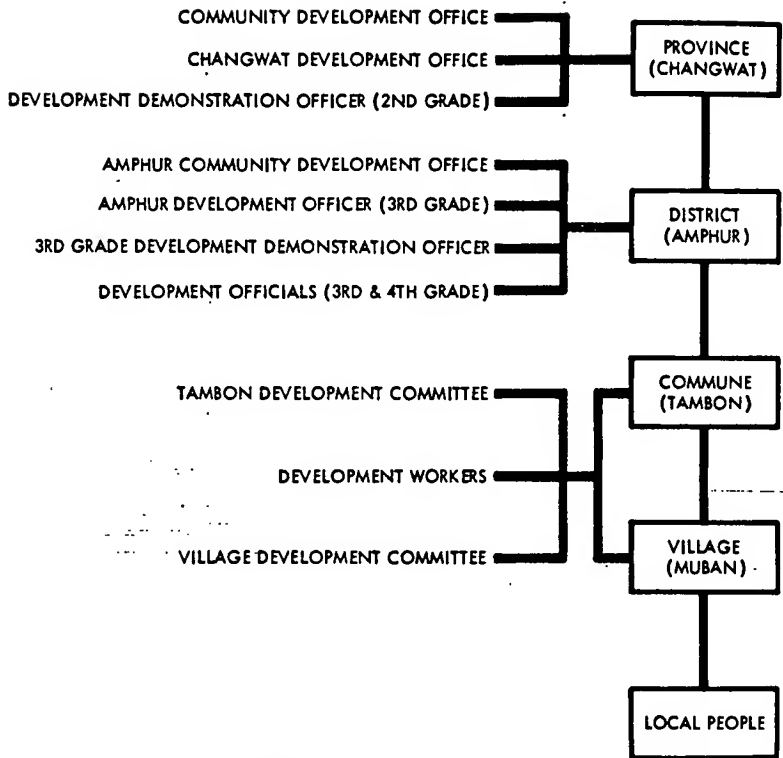 COMMUNITY DEVELOPMENT OFFICE
CHANGWAT DEVELOPMENT OFFICE
DEVELOPMENT DEMONSTRATION OFFICER (2ND GRADE)
PROVINCE
(CHANGWAT)
AMPHUR COMMUNITY DEVELOPMENT OFFICE
AMPHUR DEVELOPMENT OFFICER (3RD GRADE)
3RD GRADE DEVELOPMENT DEMONSTRATION OFFICER
DEVELOPMENT OFFICIALS (3RD & 4TH GRADE)
DISTRICT
(AMPHUR)
TAMBON DEVELOPMENT COMMITTEE
DEVELOPMENT WORKERS
VILLAGE DEVELOPMENT COMMITTEE
COMMUNE
(TAMBON)
VILLAGE
(MUBAN)
LOCAL PEOPLE